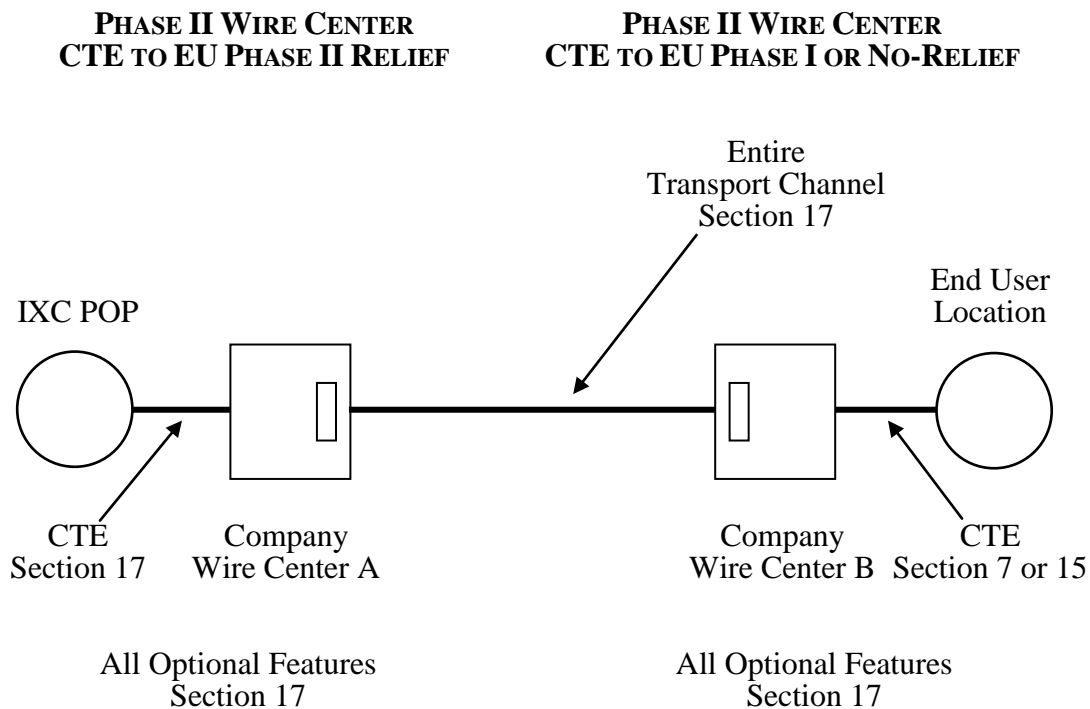 PHASE II WIRE CENTER
CTE TO EU PHASE II RELIEF
PHASE II WIRE CENTER
CTE TO EU PHASE I OR NO-RELIEF
Entire
Transport Channel
Section 17
IXC POP
End User
Location
CTE
Section 17
Company
Wire Center A
Company
Wire Center B
CTE
Section 7 or 15
All Optional Features
Section 17
All Optional Features
Section 17